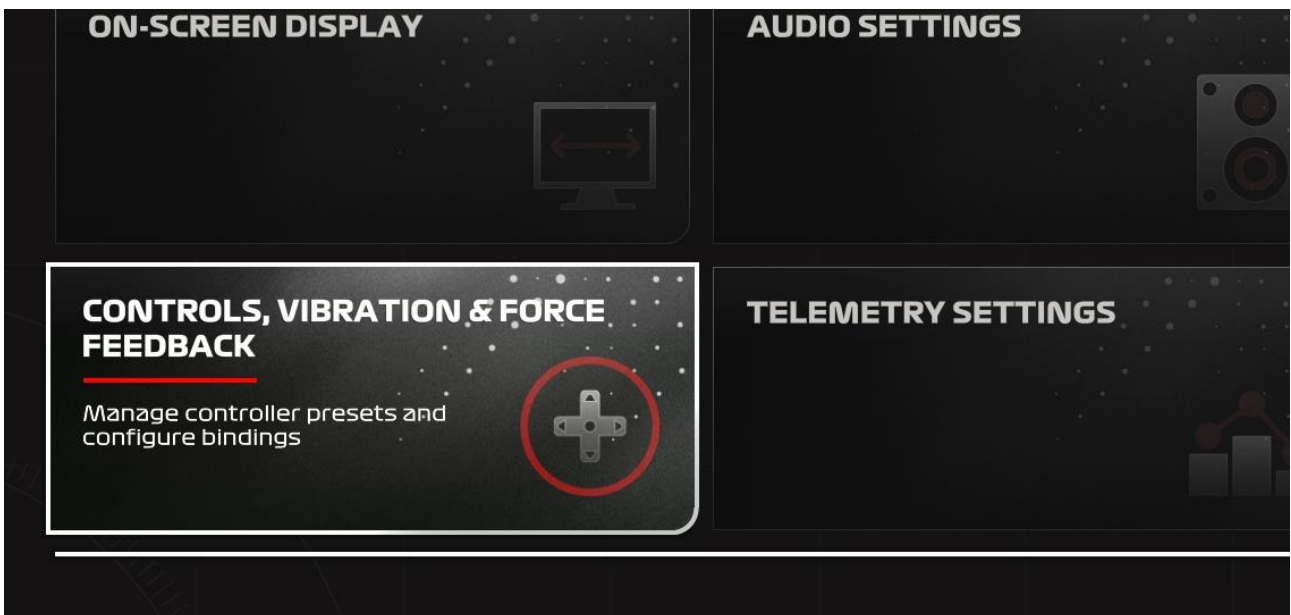 ON-SCREEN DISPLAY
AUDIO SETTINGS
CONTROLS, VIBRATION & FORCE
FEEDBACK
Manage controller presets and
configure bindings
TELEMETRY SETTINGS